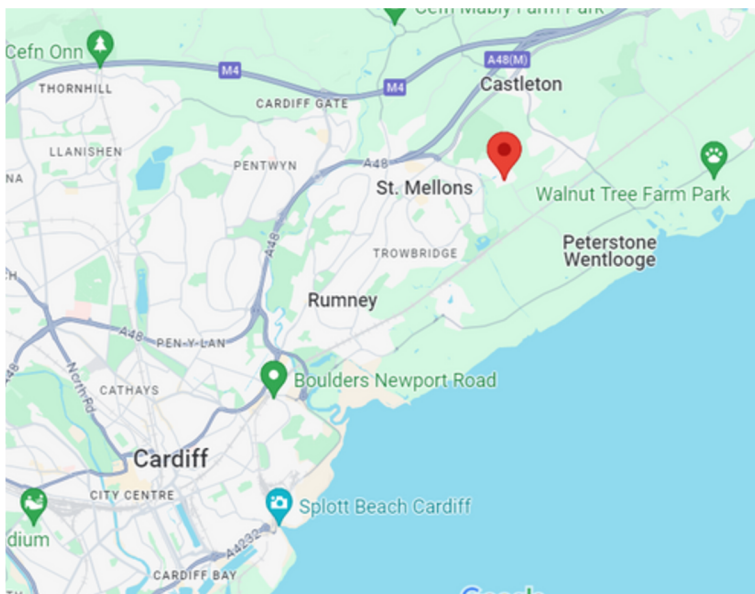 Cefn Mably Farm Park
Cefn Onn
A48(M)
M4
Castleton
THORNHILL
M4
CARDIFF GATE
LLANISHEN
PENTWYN
A48
St. Mellons
Walnut Tree Farm Park
NA
A48
TROWBRIDGE
Peterstone
Wentlooge
Rumney
A48
PEN-Y-LAN
A48
North Rd
CATHAYS
Boulders Newport Road
Cardiff
CITY CENTRE
Splott Beach Cardiff
dium
A4232
CARDIFF BAY
Google